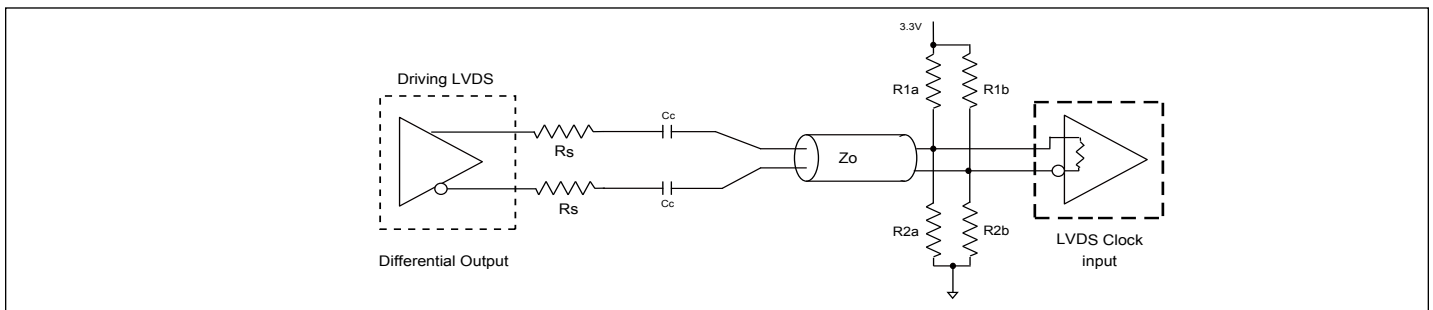 3.3V
Driving LVDS
R1a
R1b
Cc
Rs
Zo
Rs
Cc
R2a
R2b
LVDS Clock
input
Differential Output